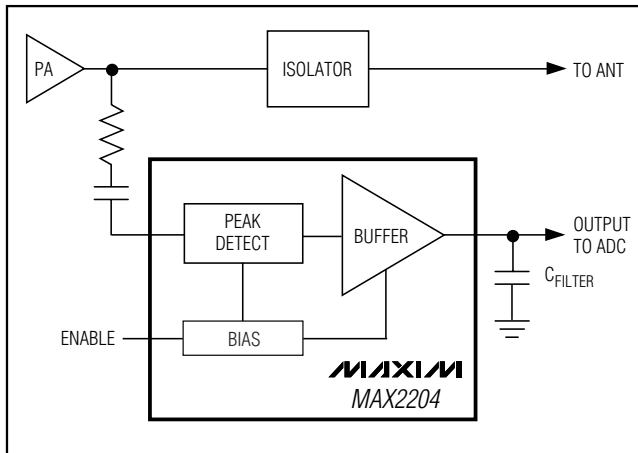 PA
ISOLATOR
TO ANT
PEAK
DETECT
BUFFER
OUTPUT
TO ADC
CFILTER
ENABLE
BIAS
MAXIM
MAX2204